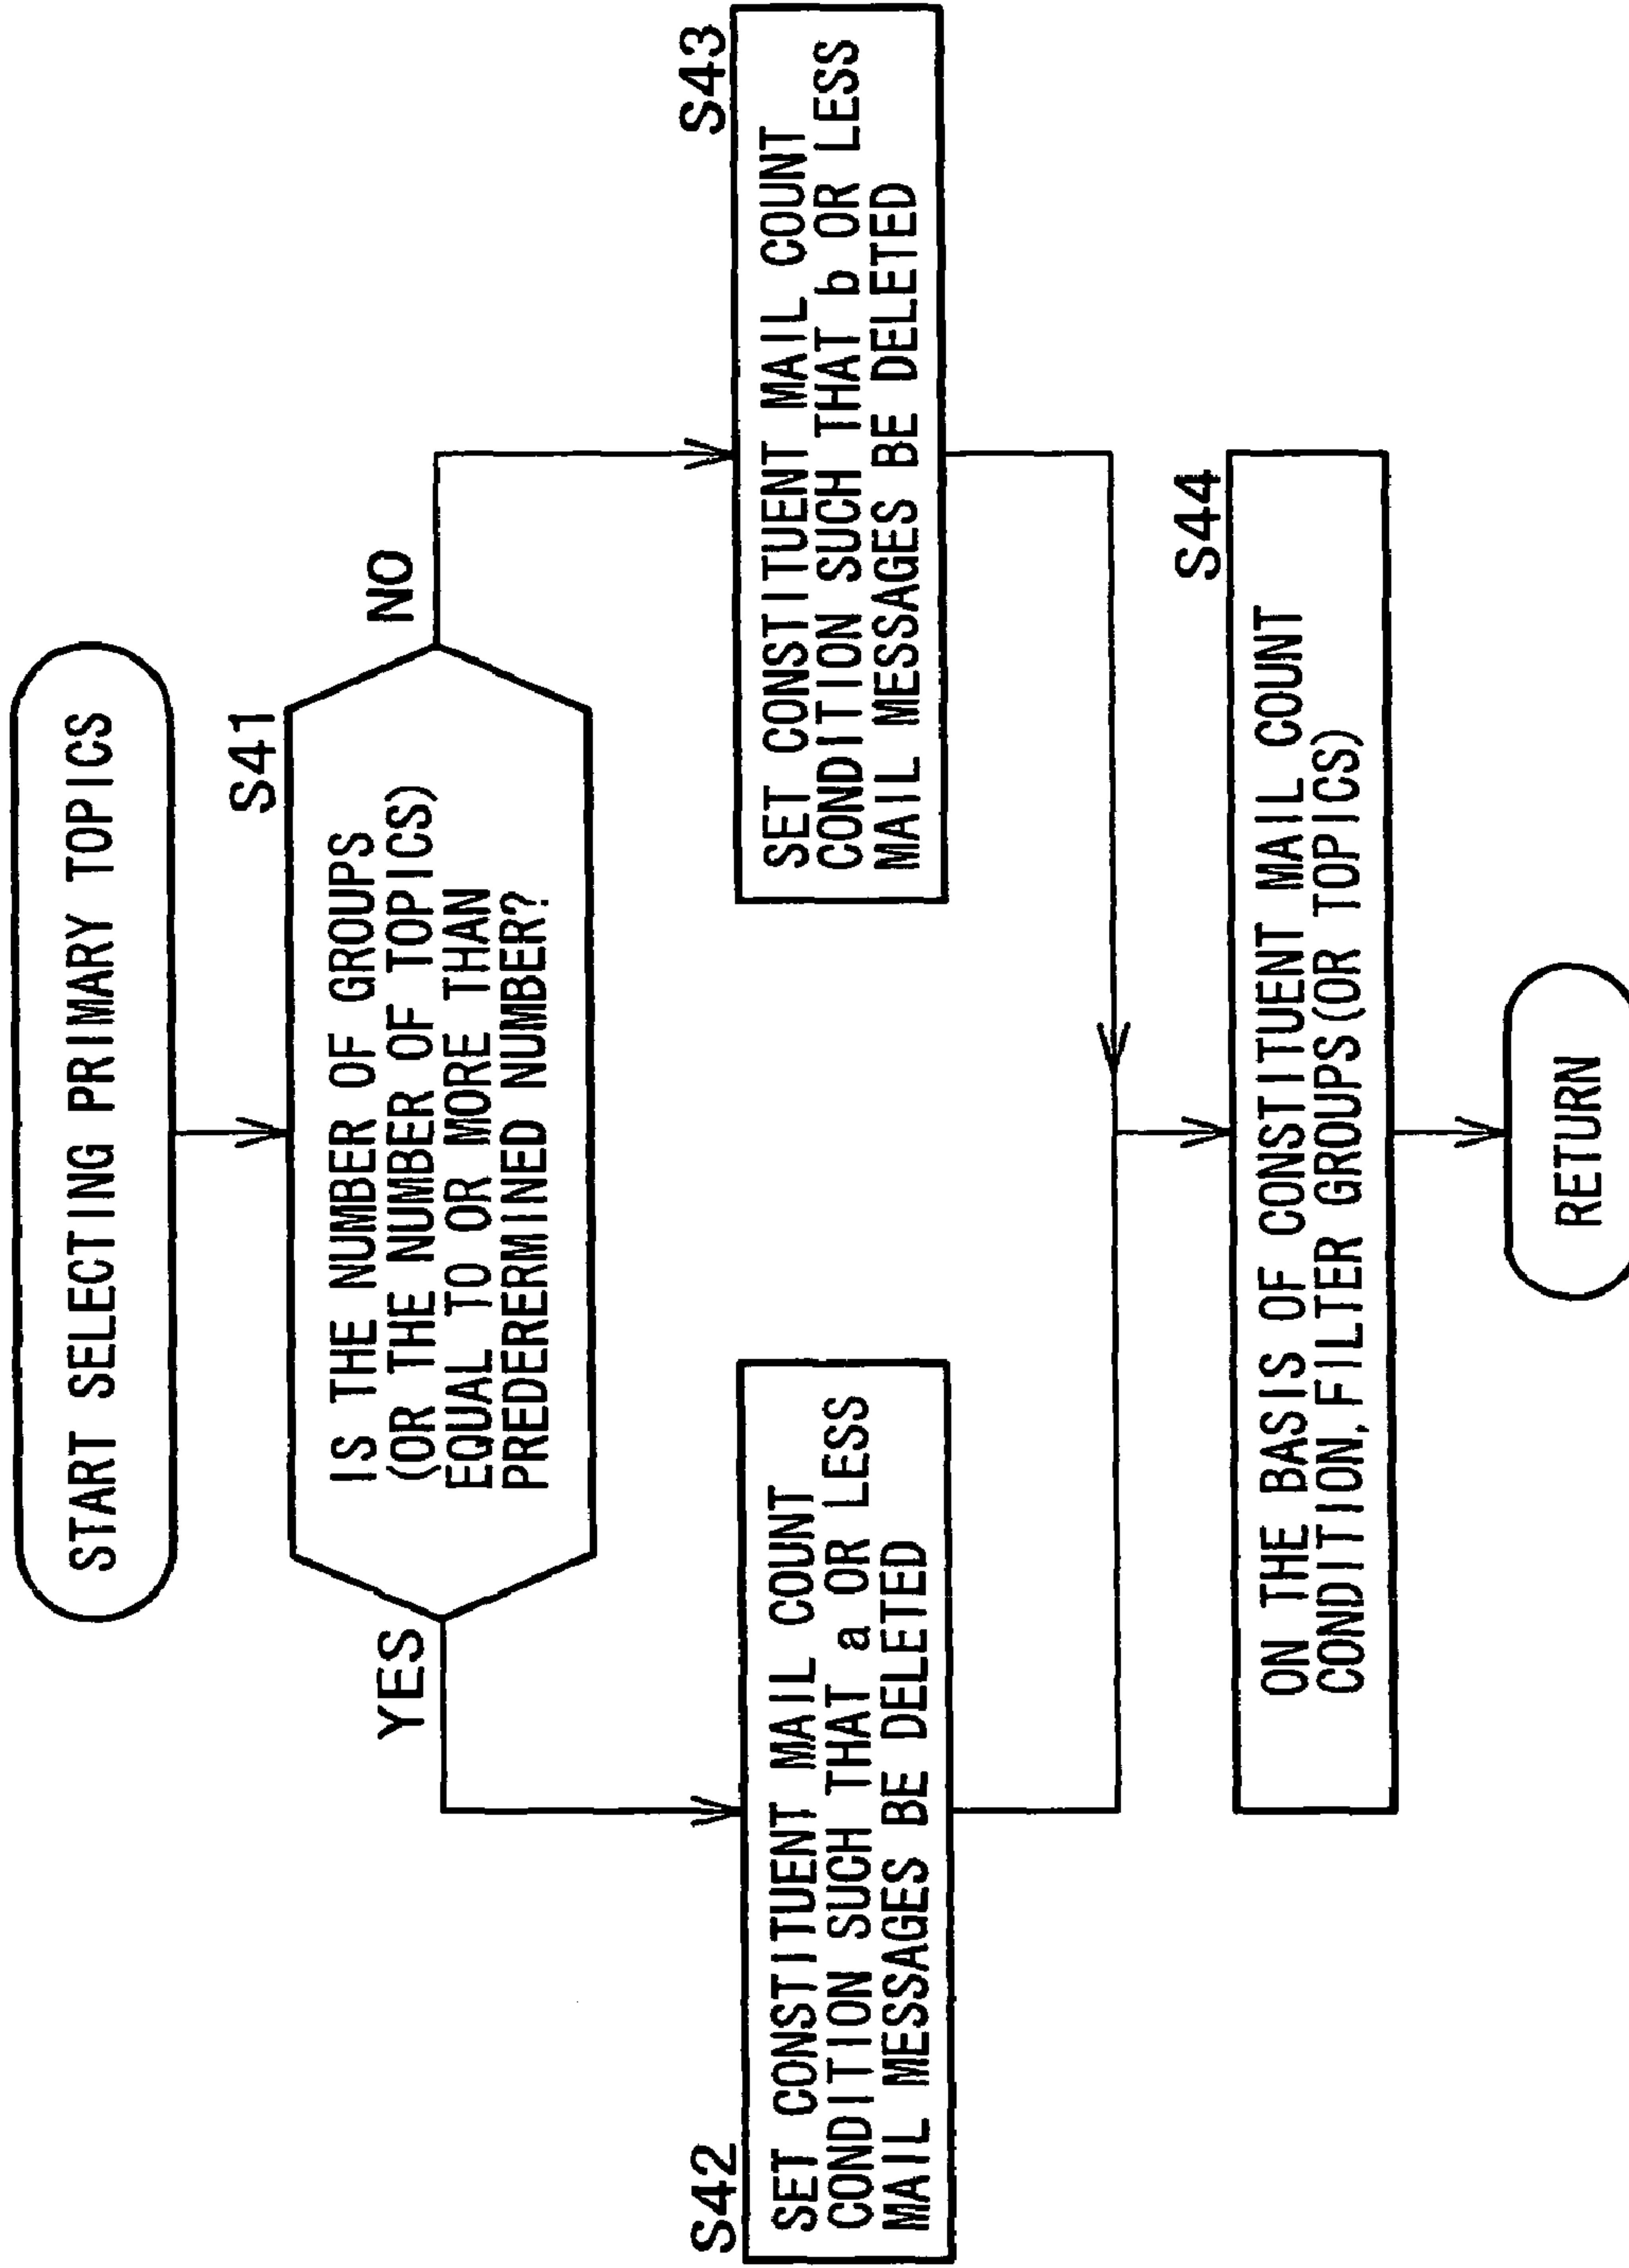 START SELECTING PRIMARY TOPICS
S41
IS THE NUMBER OF GROUPS
(OR THE NUMBER OF TOPICS)
EQUAL TO OR MORE THAN
PREDERERMINED NUMBER?
YES
NO
S42
SET CONSTITUENT MAIL COUNT
CONDITION SUCH THAT a OR LESS
MAIL MESSAGES BE DELETED
S43
SET CONSTITUENT MAIL COUNT
CONDITION SUCH THAT b OR LESS
MAIL MESSAGES BE DELETED
S44
ON THE BASIS OF CONSTITUENT MAIL COUNT
CONDITION, FILTER GROUPS(OR TOPICS)
RETURN